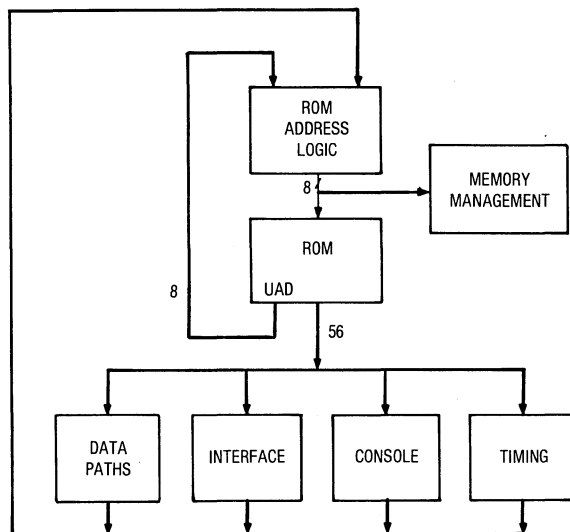 ROM
ADDRESS
LOGIC
8
MEMORY
MANAGEMENT
ROM
UAD
8
56
DATA
PATHS
INTERFACE
CONSOLE
TIMING